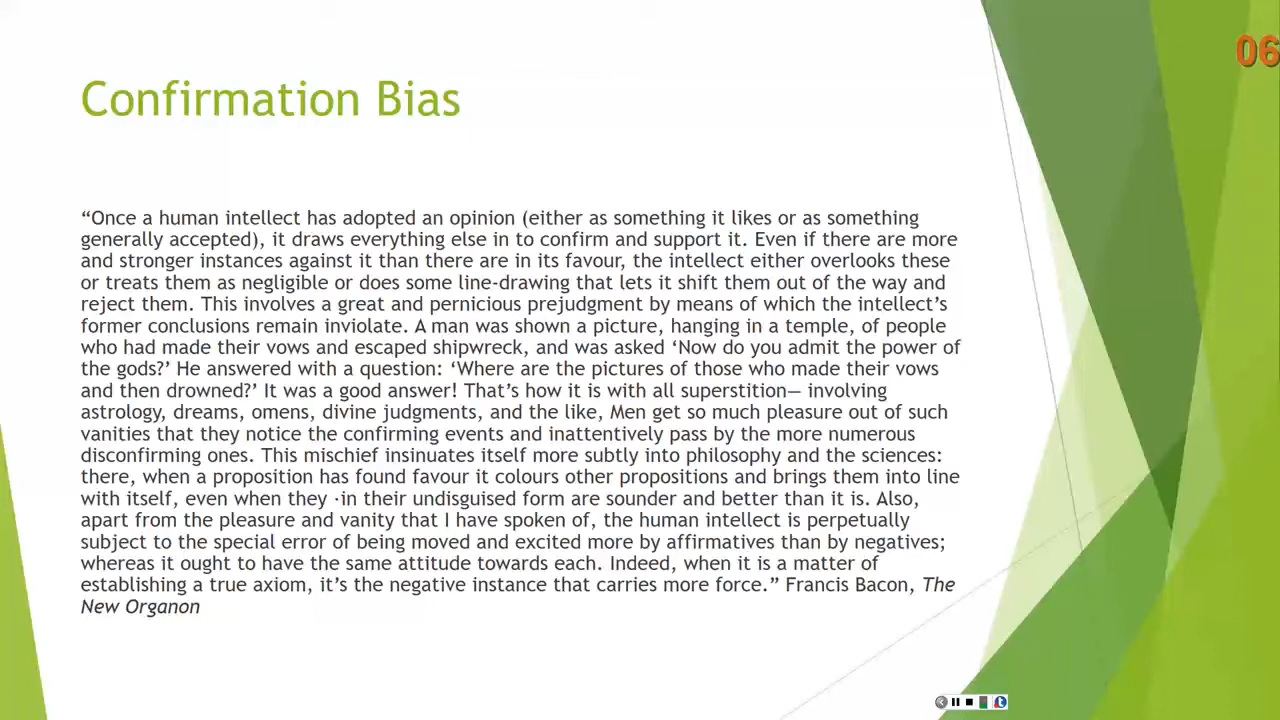 06
Confirmation Bias
“Once a human intellect has adopted an opinion (either as something it likes or as something
generally accepted), it draws everything else in to confirm and support it. Even if there are more
and stronger instances against it than there are in its favour, the intellect either overlooks these
or treats them as negligible or does some line-drawing that lets it shift them out of the way and
reject them. This involves a great and pernicious prejudgment by means of which the intellect’s
former conclusions remain inviolate. A man was shown a picture, hanging in a temple, of people
who had made their vows and escaped shipwreck, and was asked ‘Now do you admit the power of
the gods?’ He answered with a question: ‘Where are the pictures of those who made their vows
and then drowned?’ It was a good answer! That’s how it is with all superstition— involving
astrology, dreams, omens, divine judgments, and the like, Men get so much pleasure out of such
vanities that they notice the confirming events and inattentively pass by the more numerous
disconfirming ones. This mischief insinuates itself more subtly into philosophy and the sciences:
there, when a proposition has found favour it colours other propositions and brings them into line
with itself, even when they ·in their undisguised form are sounder and better than it is. Also,
apart from the pleasure and vanity that I have spoken of, the human intellect is perpetually
subject to the special error of being moved and excited more by affirmatives than by negatives;
whereas it ought to have the same attitude towards each. Indeed, when it is a matter of
establishing a true axiom, it’s the negative instance that carries more force.” Francis Bacon, The
New Organon